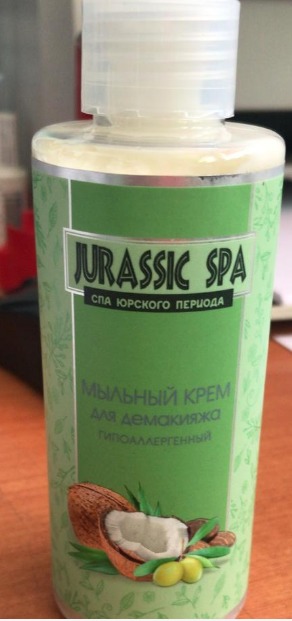 JURASSIC SPA
СПА ЮРСКОГО ПЕРИОДА
МЫЛЬНЫЙ КРЕМ
для демакияжа
ГИПОАЛЛЕРГЕННЫЙ